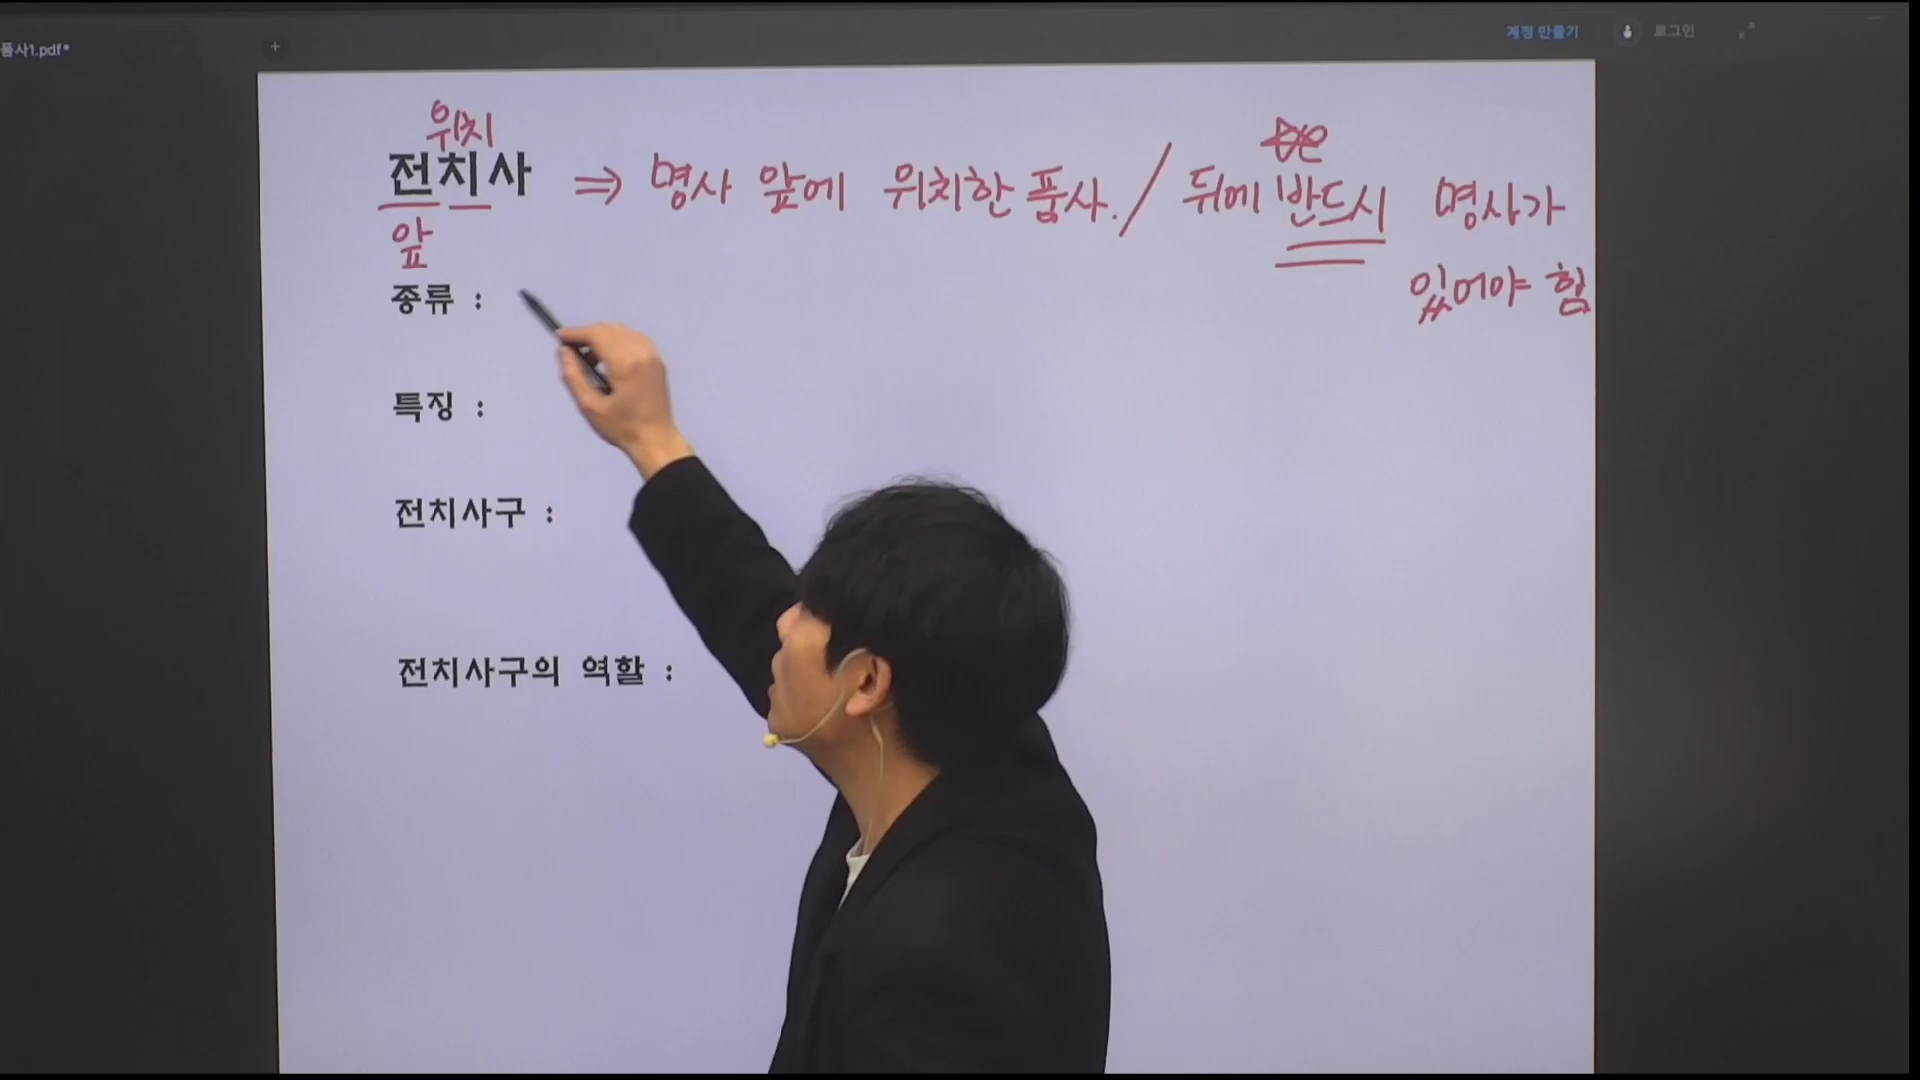 품사1.pdf*
+
계정 만들기 로그인
위치
전치사 ⇒ 명사 앞에 위치한 품사. / 뒤에 반드시 명사가
있어야 함
앞
종류 :
특징 :
전치사구 :
전치사구의 역할 :